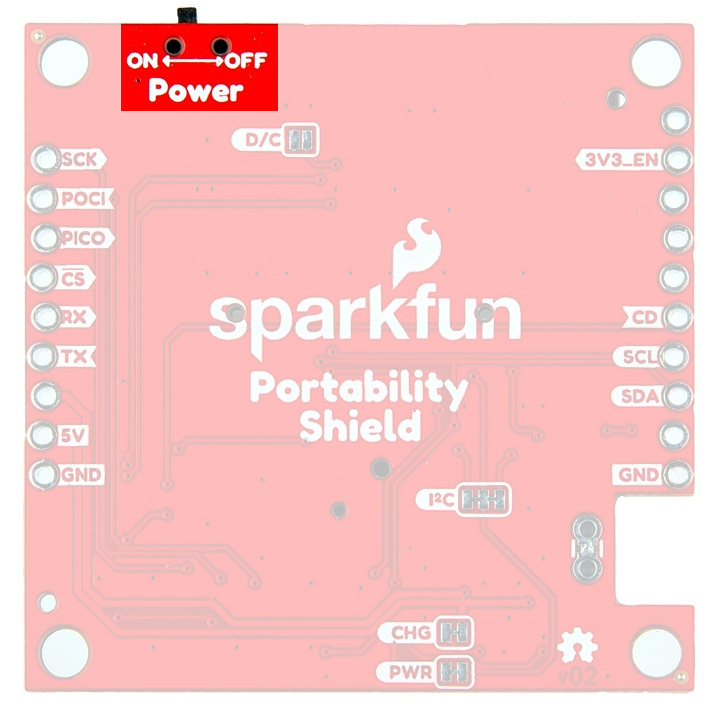 ON OFF
Power
D/C
SCK
3V3_EN
POCI
PICO
CS
sparkfun
RX
CD
TX
SCL
Portability
SDA
Shield
5V
GND
GND
I²C
CHG
PWR
v02